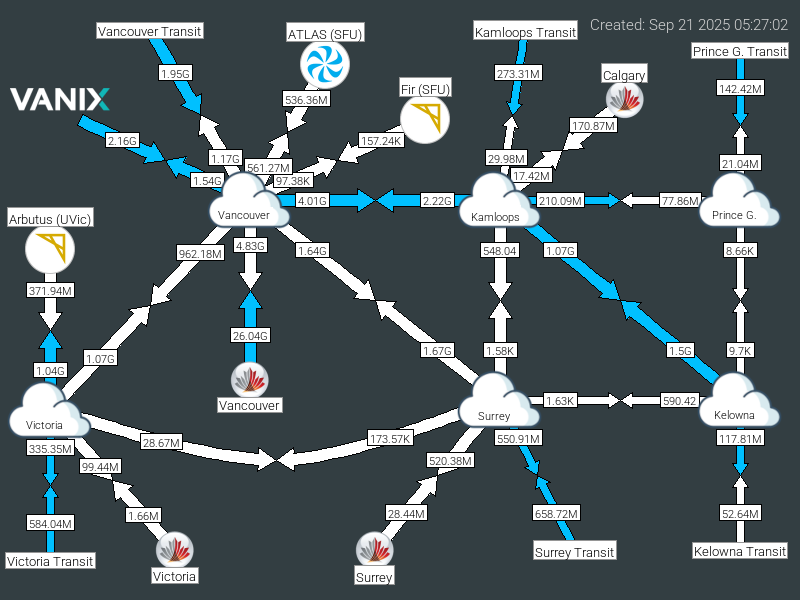 Created: Sep 21 2025 05:27:02
Vancouver Transit
ATLAS (SFU)
Kamloops Transit
Prince G. Transit
1.95G
273.31M
Calgary
142.42M
VANIX
536.36M
Fir (SFU)
170.87M
2.16G
157.24K
1.17G
561.27M
29.98M
21.04M
1.54G
97.38K
17.42M
4.01G
2.22G
210.09M
77.86M
Arbutus (UVic)
Vancouver
Kamloops
Prince G.
962.18M
4.83G
1.64G
548.04
1.07G
8.66K
371.94M
26.04G
1.07G
1.67G
1.58K
1.5G
9.7K
1.04G
Vancouver
1.63K
590.42
Victoria
Surrey
Kelowna
335.35M
28.67M
173.57K
550.91M
117.81M
99.44M
520.38M
584.04M
1.66M
28.44M
658.72M
52.64M
Victoria Transit
Victoria
Surrey
Surrey Transit
Kelowna Transit